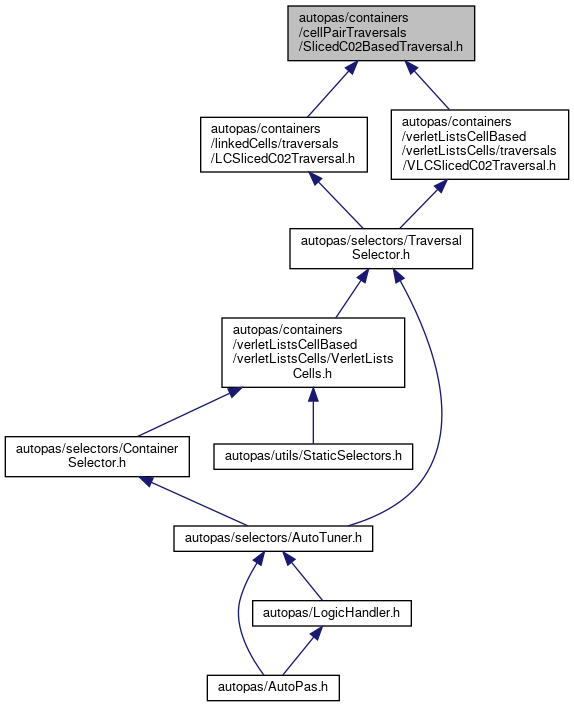 autopas/containers
/cellPairTraversals
/SlicedC02BasedTraversal.h
autopas/containers
/linkedCells/traversals
/LCSlicedC02Traversal.h
autopas/containers
/verletListsCellBased
/verletListsCells/traversals
/VLCSlicedC02Traversal.h
autopas/selectors/Traversal
Selector.h
autopas/containers
/verletListsCellBased
/verletListsCells/VerletLists
Cells.h
autopas/selectors/Container
Selector.h
autopas/utils/StaticSelectors.h
autopas/selectors/AutoTuner.h
autopas/LogicHandler.h
autopas/AutoPas.h